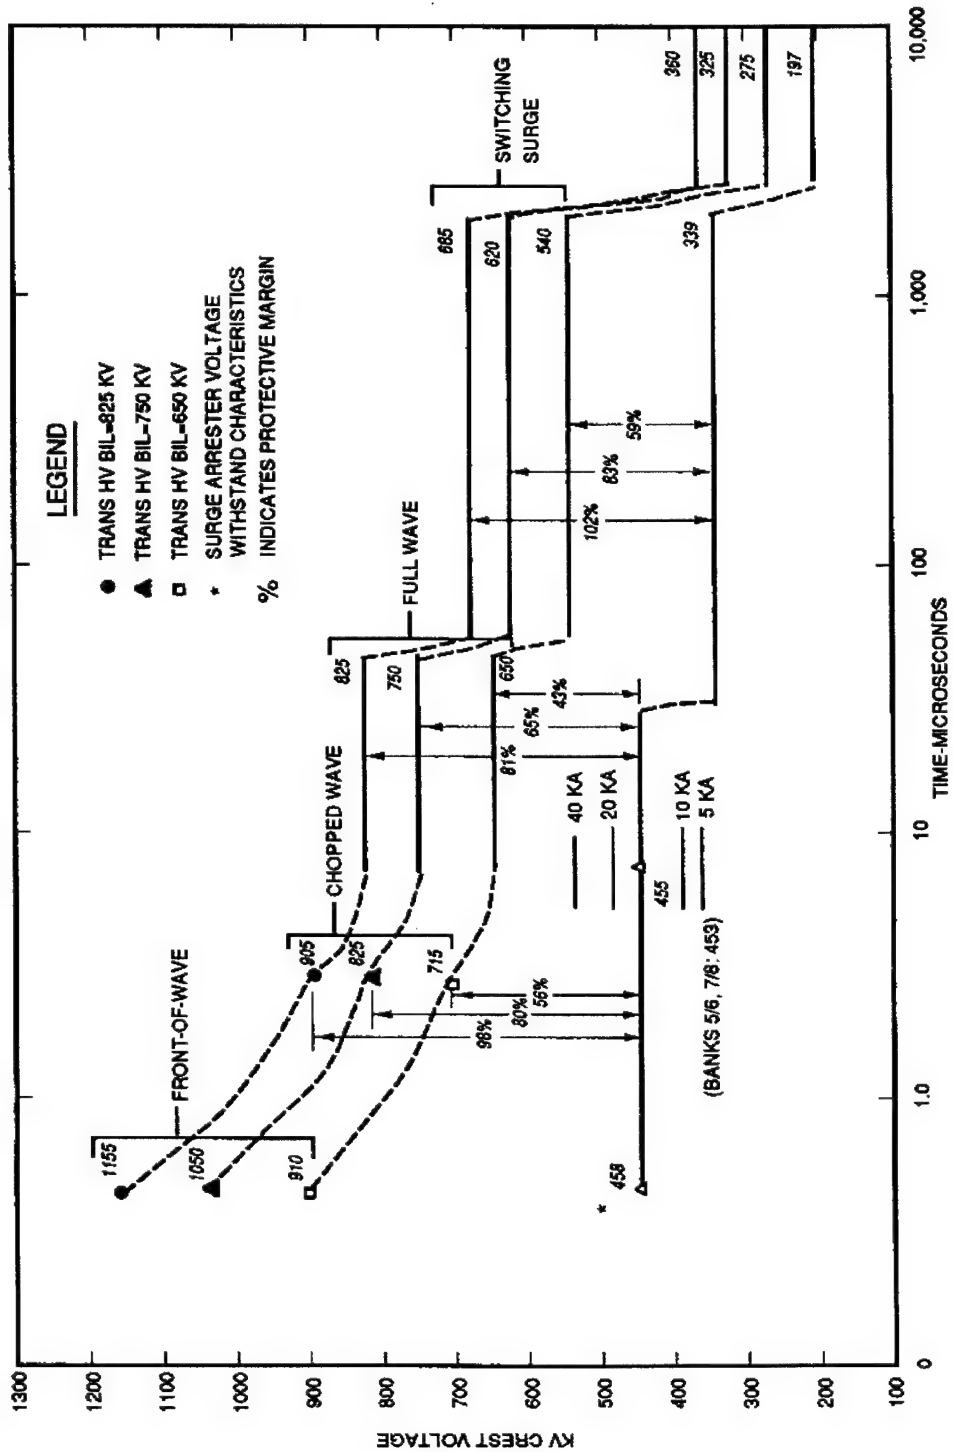 LEGEND
TRANS HV BIL=825 KV
TRANS HV BIL=750 KV
TRANS HV BIL=650 KV
* SURGE ARRESTER VOLTAGE
WITHSTAND CHARACTERISTICS
% INDICATES PROTECTIVE MARGIN
FRONT-OF-WAVE
CHOPPED WAVE
FULL WAVE
SWITCHING
SURGE
1155
1050
910
905
825
715
825
750
650
685
620
540
339
360
325
275
197
98%
80%
56%
81%
65%
43%
102%
83%
59%
* 458
455
40 KA
20 KA
10 KA
5 KA
(BANKS 5/6, 7/8: 453)
KV CREST VOLTAGE
1300
1200
1100
1000
900
800
700
600
500
400
300
200
100
0
1.0
10
100
1,000
10,000
TIME-MICROSECONDS